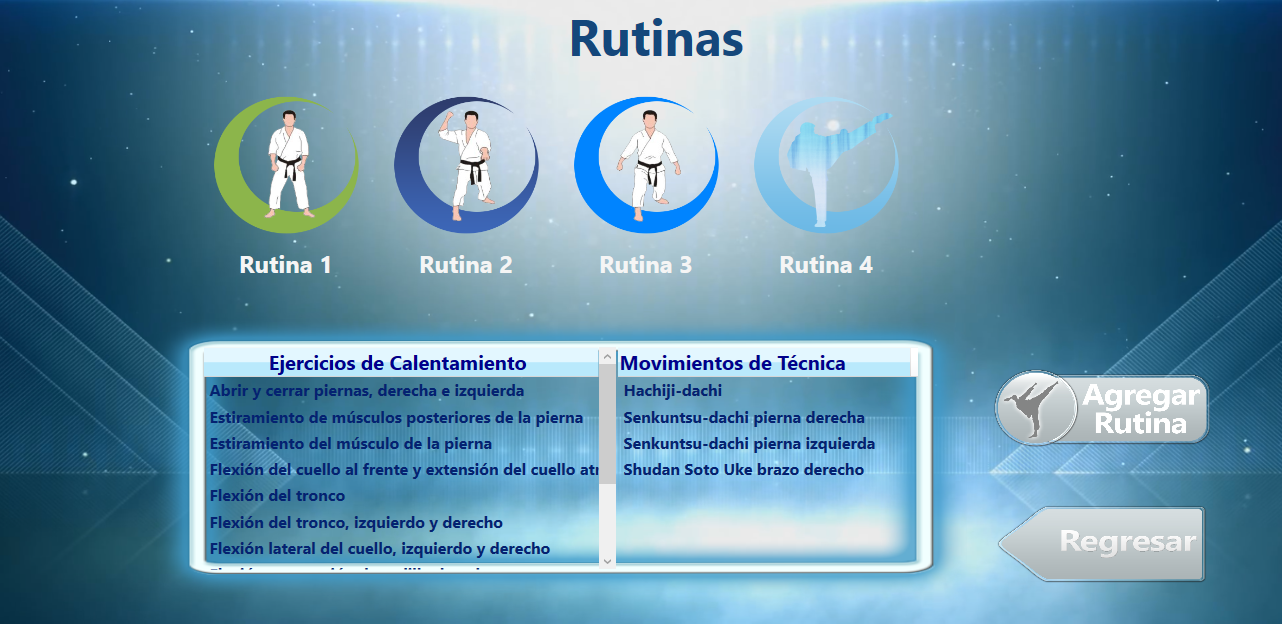 Rutinas
Rutina 1
Rutina 2
Rutina 3
Rutina 4
Ejercicios de Calentamiento
Abrir y cerrar piernas, derecha e izquierda
Estiramiento de músculos posteriores de la pierna
Estiramiento del músculo de la pierna
Flexión del cuello al frente y extensión del cuello atr
Flexión del tronco
Flexión del tronco, izquierdo y derecho
Flexión lateral del cuello, izquierdo y derecho
Movimientos de Técnica
Hachiji-dachi
Senkuntsu-dachi pierna derecha
Senkuntsu-dachi pierna izquierda
Shudan Soto Uke brazo derecho
Agregar
Rutina
Regresar